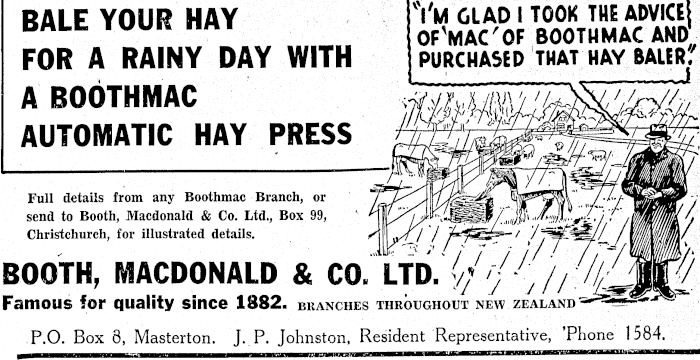 BALE YOUR HAY
FOR A RAINY DAY WITH
A BOOTHMAC
AUTOMATIC HAY PRESS
"I'M GLAD I TOOK THE ADVICE
OF 'MAC' OF BOOTHMAC AND
PURCHASED THAT HAY BALER."
Full details from any Boothmac Branch, or
send to Booth, Macdonald & Co. Ltd., Box 99,
Christchurch, for illustrated details.
BOOTH, MACDONALD & CO. LTD.
Famous for quality since 1882. BRANCHES THROUGHOUT NEW ZEALAND
P.O. Box 8, Masterton. J. P. Johnston, Resident Representative, 'Phone 1584.